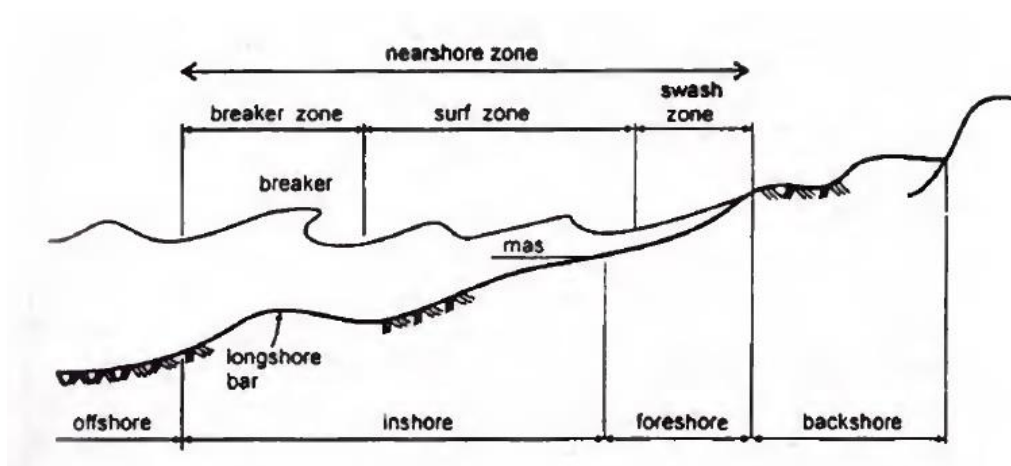 nearshore zone
swash
breaker zone surf zone zone
breaker
mas
longshore
bar
offshore inshore foreshore backshore